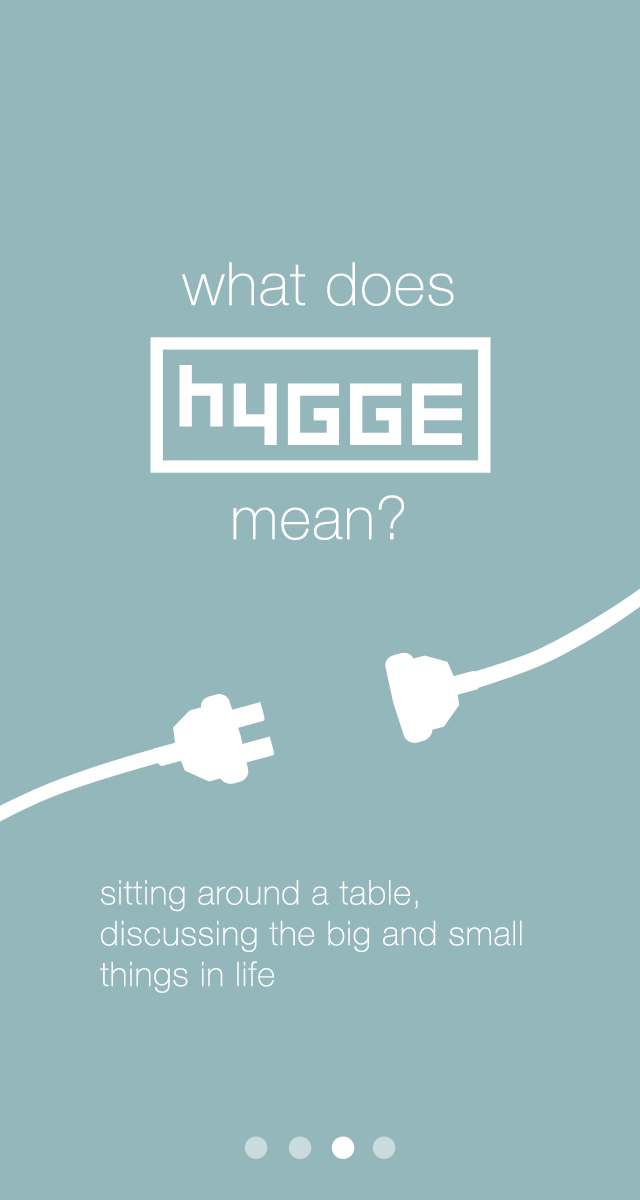 what does
hyGGE
mean?
sitting around a table,
discussing the big and small
things in life